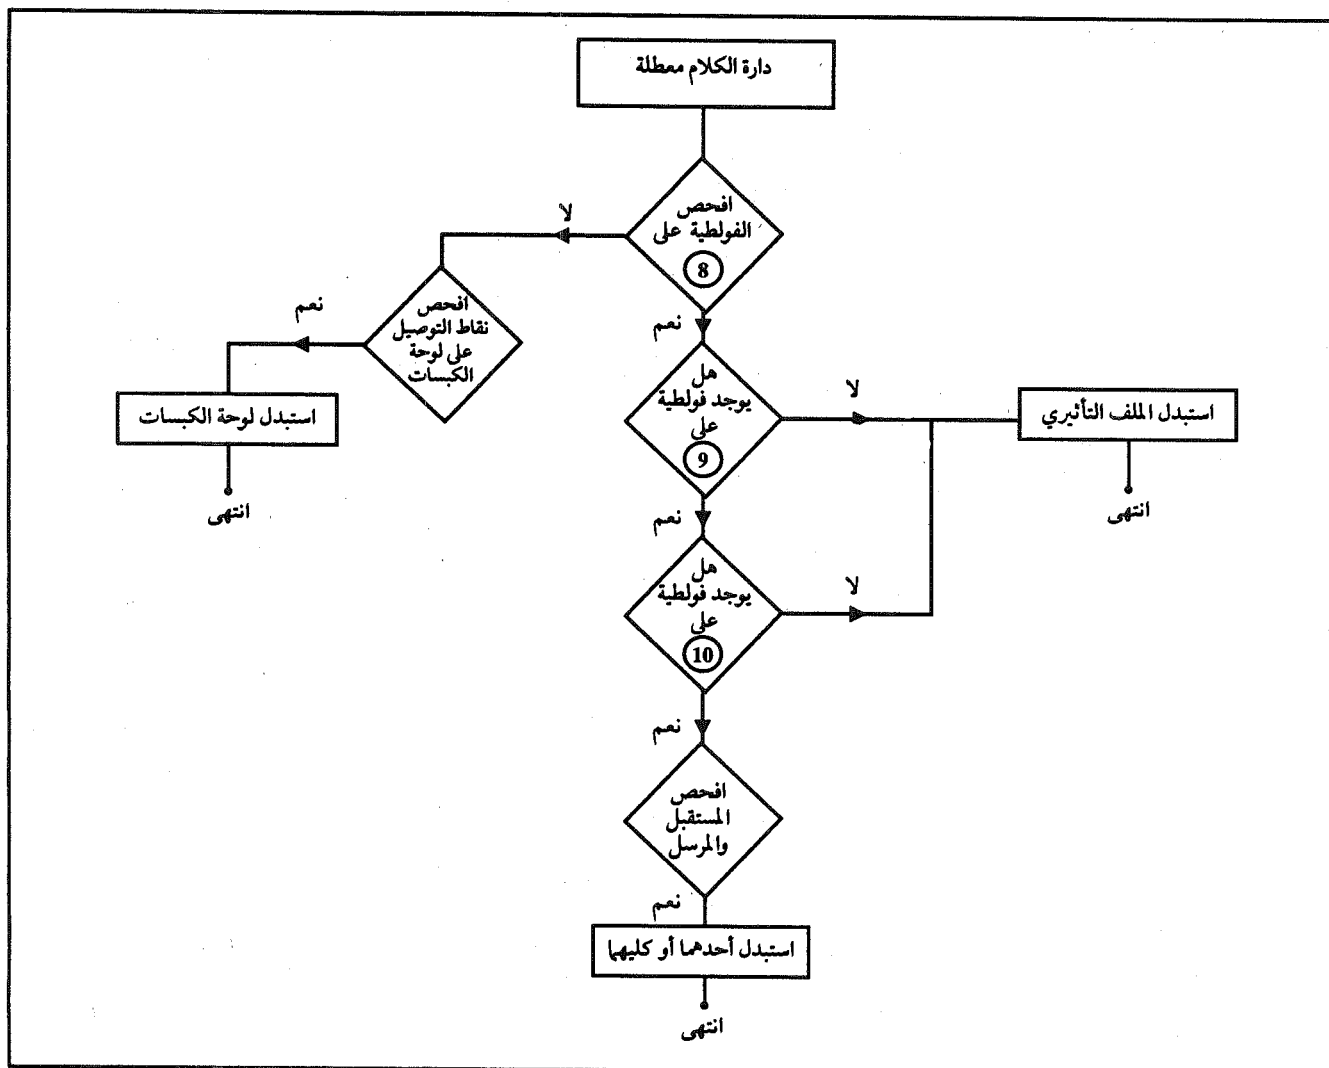 دارة الكلام معطلة
افحص
الفولطية على
8
لا
افحص
نقاط التوصيل
على لوحة
الكبسات
نعم
استبدل لوحة الكبسات
انتهى
نعم
هل
يوجد فولطية
على
9
لا
استبدل الملف التأثيري
انتهى
نعم
هل
يوجد فولطية
على
10
لا
نعم
افحص
المستقبل
والمرسل
نعم
استبدل أحدهما أو كليهما
انتهى